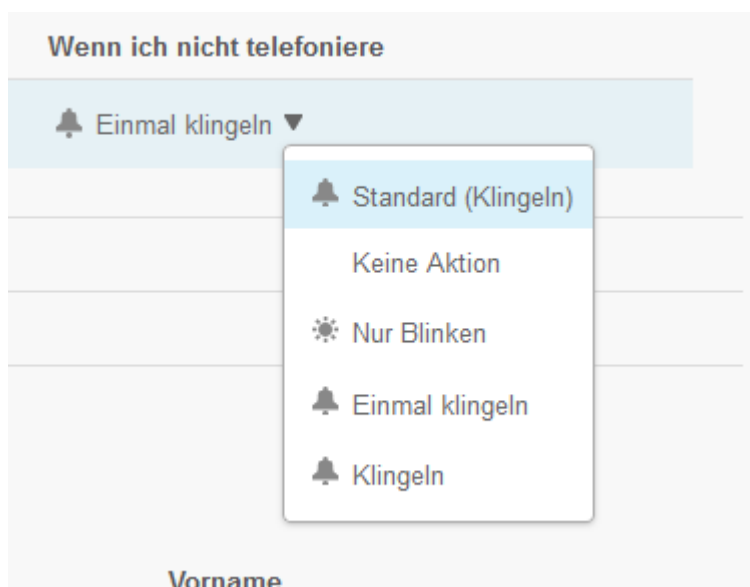 Wenn ich nicht telefoniere
Einmal klingeln
Standard (Klingeln)
Keine Aktion
Nur Blinken
Einmal klingeln
Klingeln
Vorname